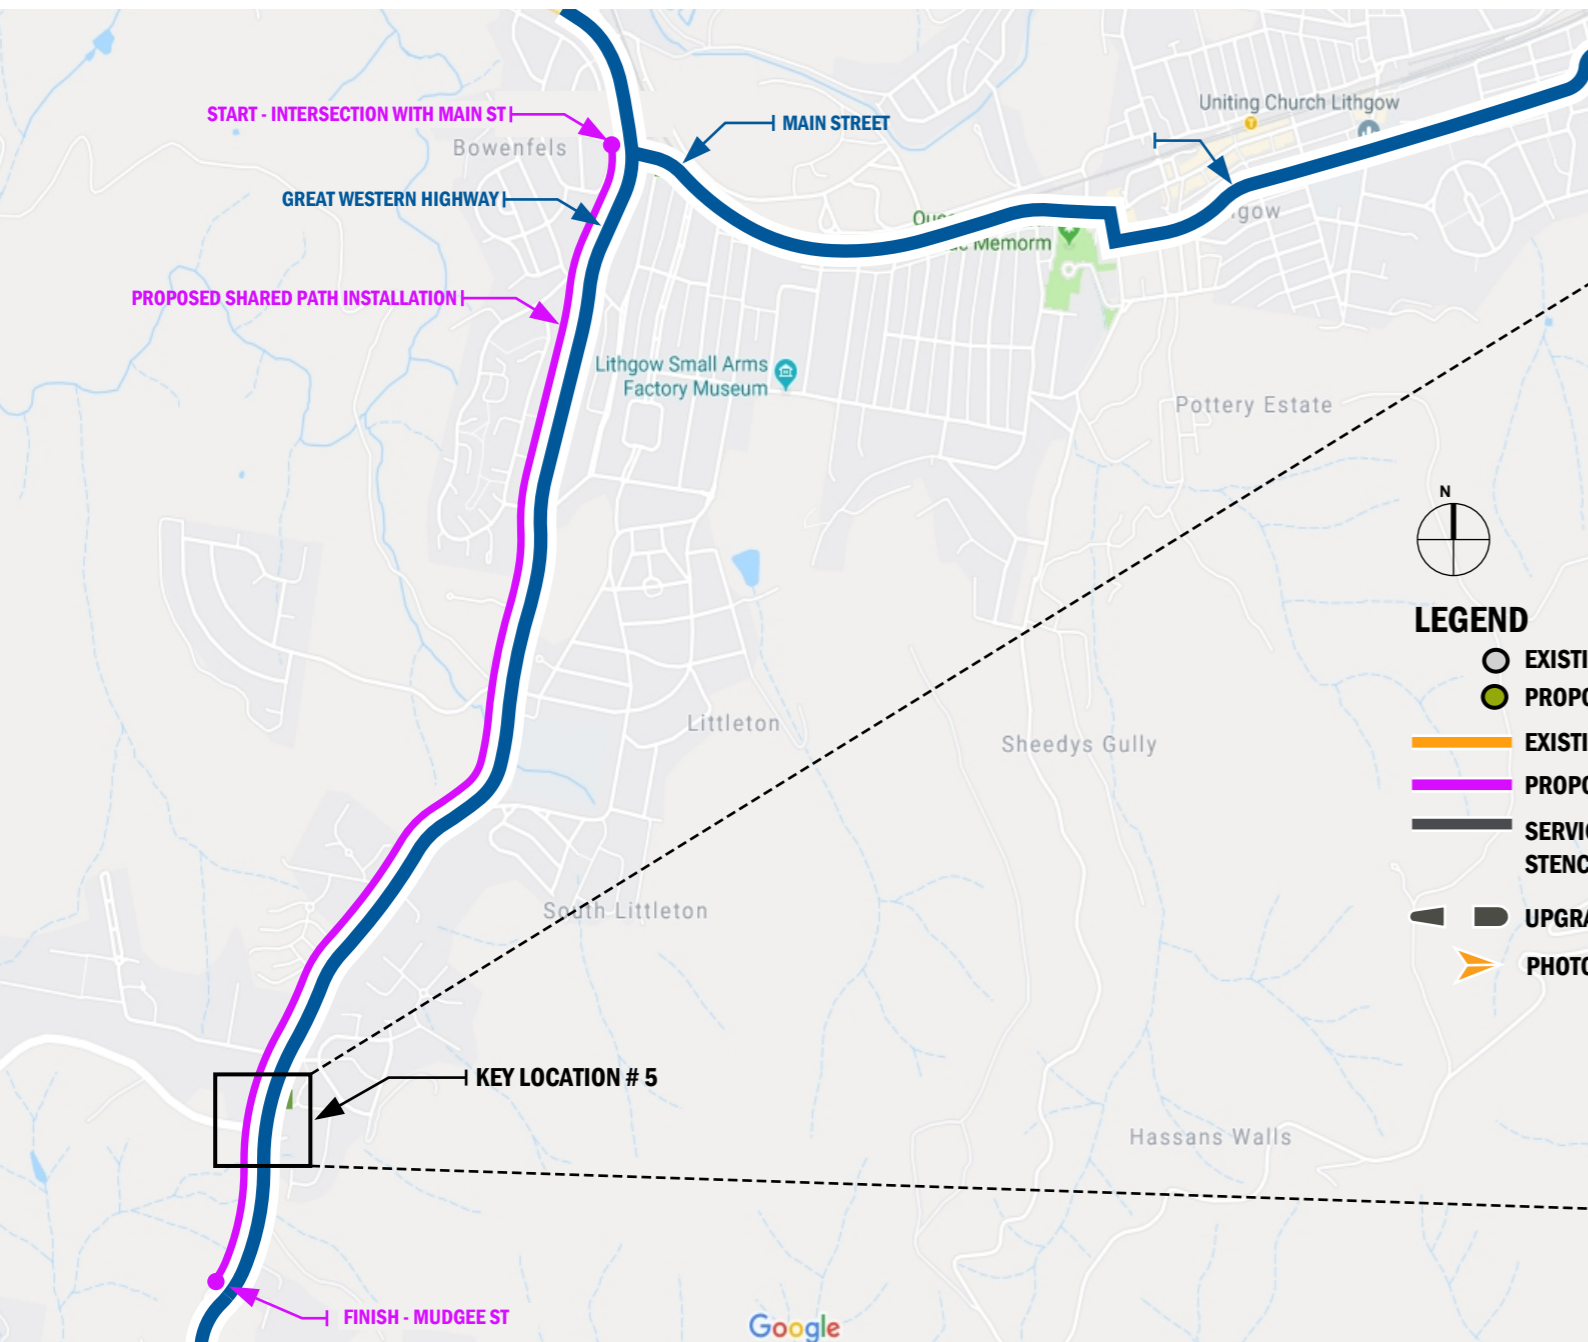 START - INTERSECTION WITH MAIN ST
Bowenfels
MAIN STREET
Uniting Church Lithgow
GREAT WESTERN HIGHWAY
PROPOSED SHARED PATH INSTALLATION
Lithgow Small Arms
Factory Museum
Pottery Estate
N
LEGEND
Littleton
Sheedys Gully
South Littleton
KEY LOCATION # 5
Hassans Walls
FINISH - MUDGEE ST
Google